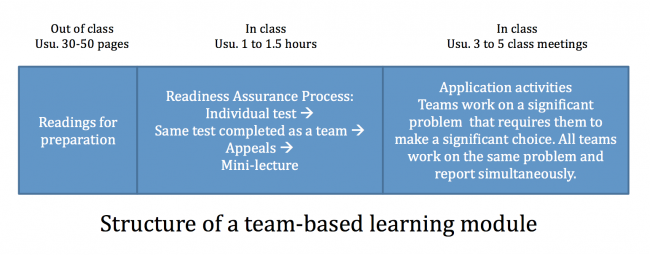 Out of class
Usu. 30-50 pages
In class
Usu. 1 to 1.5 hours
In class
Usu. 3 to 5 class meetings
Readings for
preparation
Readiness Assurance Process:
Individual test →
Same test completed as a team →
Appeals →
Mini-lecture
Application activities
Teams work on a significant
problem that requires them to
make a significant choice. All teams
work on the same problem and
report simultaneously.
Structure of a team-based learning module